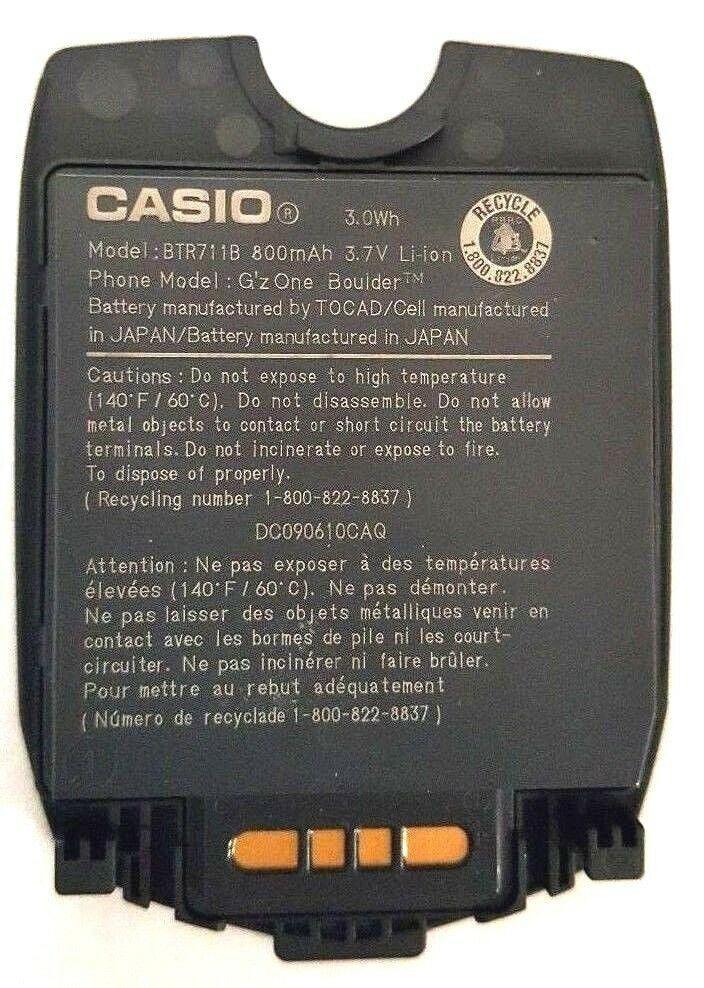 CASIO® 3.0Wh
RECYCLE
1.800.822.8837
Model:BTR711B 800mAh 3.7V Li-ion
Phone Model : G'zOne Boulder™
Battery manufactured by TOCAD/Cell manufactured
in JAPAN/Battery manufactured in JAPAN
Cautions : Do not expose to high temperature
(140°F / 60°C). Do not disassemble. Do not allow
metal objects to contact or short circuit the battery
terminals. Do not incinerate or expose to fire.
To dispose of properly.
( Recycling number 1-800-822-8837 )
DC090610CAQ
Attention : Ne pas exposer à des températures
élevées (140°F / 60°C). Ne pas démonter.
Ne pas laisser des objets métalliques venir en
contact avec les bormes de pile ni les court-
circuiter. Ne pas incinérer ni faire brûler.
Pour mettre au rebut adéquatement
( Número de recyclade 1-800-822-8837 )